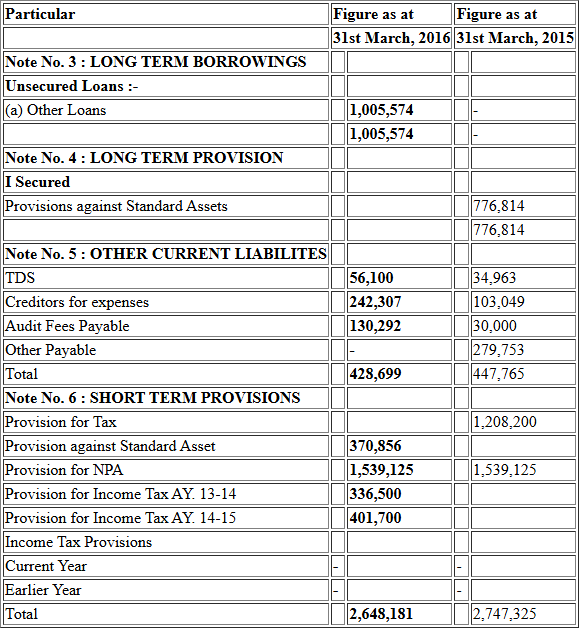 Particular Figure as at Figure as at
31st March, 2016 31st March, 2015
Note No. 3 : LONG TERM BORROWINGS
Unsecured Loans :-
(a) Other Loans 1,005,574 -
1,005,574 -
Note No. 4 : LONG TERM PROVISION
I Secured
Provisions against Standard Assets 776,814
776,814
Note No. 5 : OTHER CURRENT LIABILITES
TDS 56,100 34,963
Creditors for expenses 242,307 103,049
Audit Fees Payable 130,292 30,000
Other Payable - 279,753
Total 428,699 447,765
Note No. 6 : SHORT TERM PROVISIONS
Provision for Tax 1,208,200
Provision against Standard Asset 370,856
Provision for NPA 1,539,125 1,539,125
Provision for Income Tax AY. 13-14 336,500
Provision for Income Tax AY. 14-15 401,700
Income Tax Provisions
Current Year - -
Earlier Year - -
Total 2,648,181 2,747,325